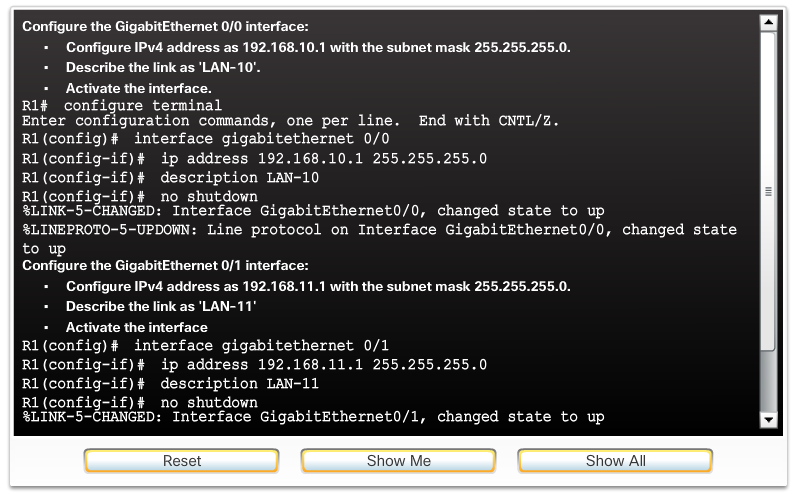 Configure the GigabitEthernet 0/0 interface:
▪ Configure IPv4 address as 192.168.10.1 with the subnet mask 255.255.255.0.
▪ Describe the link as 'LAN-10'.
▪ Activate the interface.
R1#  configure terminal
Enter configuration commands, one per line.  End with CNTL/Z.
R1(config)#  interface gigabitethernet 0/0
R1(config-if)#  ip address 192.168.10.1 255.255.255.0
R1(config-if)#  description LAN-10
R1(config-if)#  no shutdown
%LINK-5-CHANGED: Interface GigabitEthernet0/0, changed state to up
%LINEPROTO-5-UPDOWN: Line protocol on Interface GigabitEthernet0/0, changed state
to up
Configure the GigabitEthernet 0/1 interface:
▪ Configure IPv4 address as 192.168.11.1 with the subnet mask 255.255.255.0.
▪ Describe the link as 'LAN-11'
▪ Activate the interface
R1(config)#  interface gigabitethernet 0/1
R1(config-if)#  ip address 192.168.11.1 255.255.255.0
R1(config-if)#  description LAN-11
R1(config-if)#  no shutdown
%LINK-5-CHANGED: Interface GigabitEthernet0/1, changed state to up
Reset
Show Me
Show All